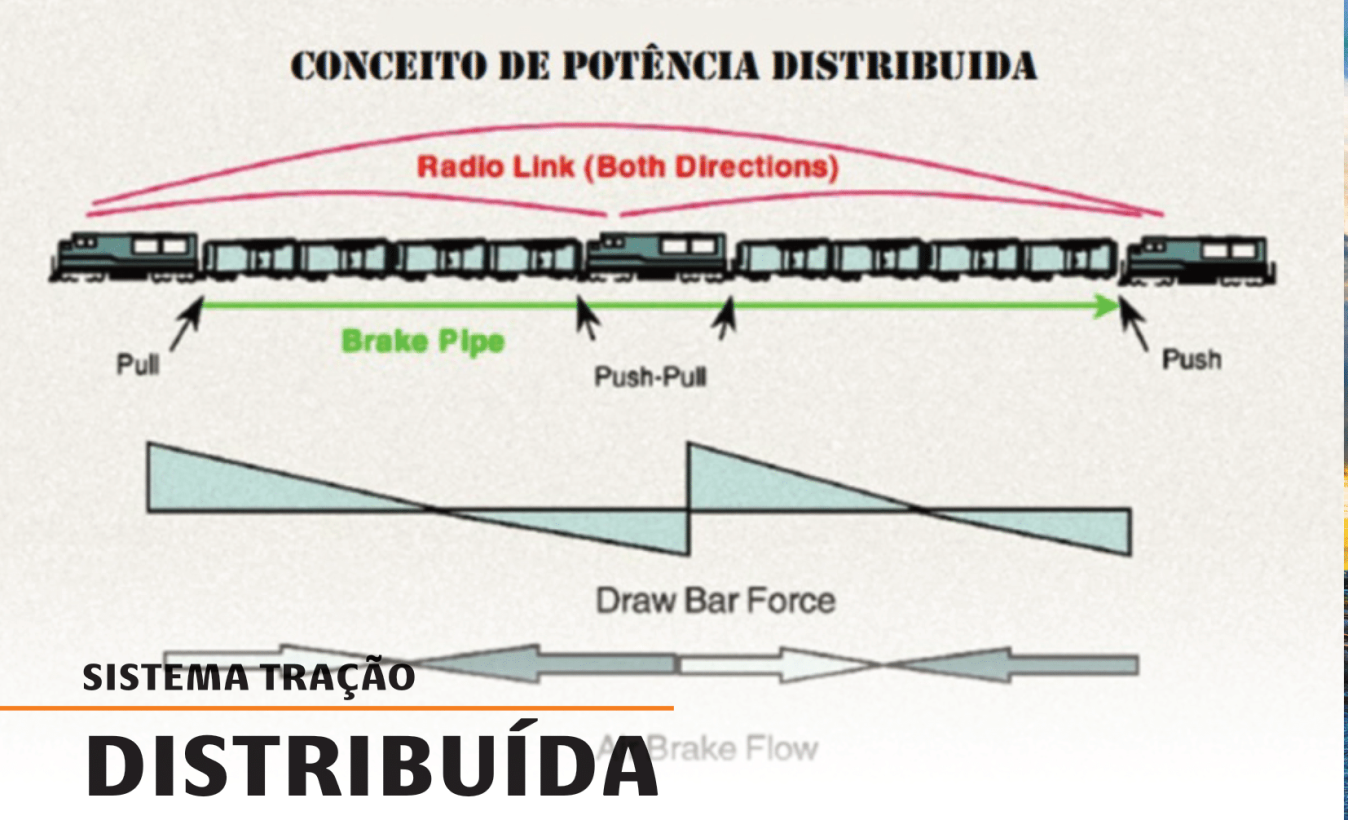 CONCEITO DE POTÊNCIA DISTRIBUIDA
Radio Link (Both Directions)
Brake Pipe
Pull
Push-Pull
Push
Draw Bar Force
SISTEMA TRAÇÃO
DISTRIBUÍDA
Brake Flow